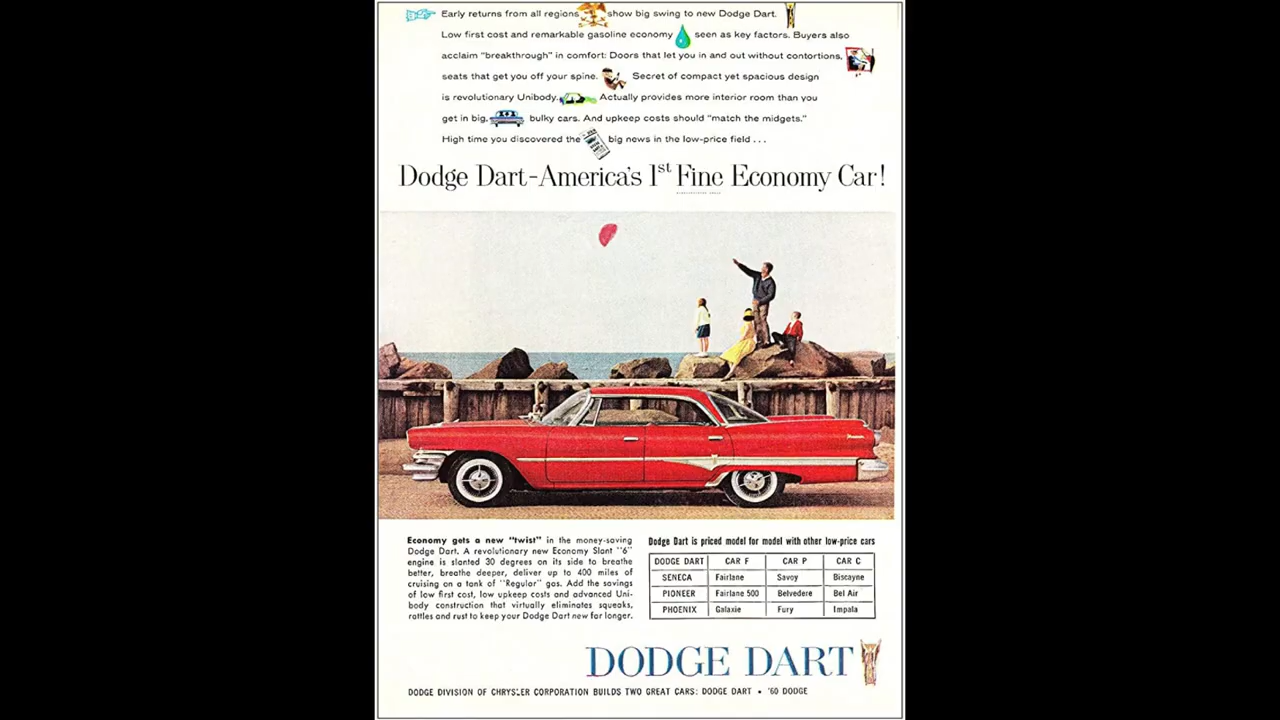 Early returns from all regions show big swing to new Dodge Dart.
Low first cost and remarkable gasoline economy seen as key factors. Buyers also
acclaim "breakthrough" in comfort: Doors that let you in and out without contortions,
seats that get you off your spine. Secret of compact yet spacious design
is revolutionary Unibody. Actually provides more interior room than you
get in big, bulky cars. And upkeep costs should "match the midgets."
High time you discovered the big news in the low-price field ...
Dodge Dart-America's 1st Fine Economy Car!
Economy gets a new "twist" in the money-saving
Dodge Dart. A revolutionary new Economy Slant "6"
engine is slanted 30 degrees on its side to breathe
better, breathe deeper, deliver up to 400 miles of
cruising on a tank of "Regular" gas. Add the savings
of low first cost, low upkeep costs and advanced Uni-
body construction that virtually eliminates squeaks,
rattles and rust to keep your Dodge Dart new far longer.
Dodge Dart is priced model for model with other low-price cars
DODGE DART CAR F CAR P CAR C
SENECA Fairlane Savoy Biscayne
PIONEER Fairlane 500 Belvedere Bel Air
PHOENIX Galaxie Fury Impala
DODGE DART
DODGE DIVISION OF CHRYSLER CORPORATION BUILDS TWO GREAT CARS: DODGE DART • '60 DODGE